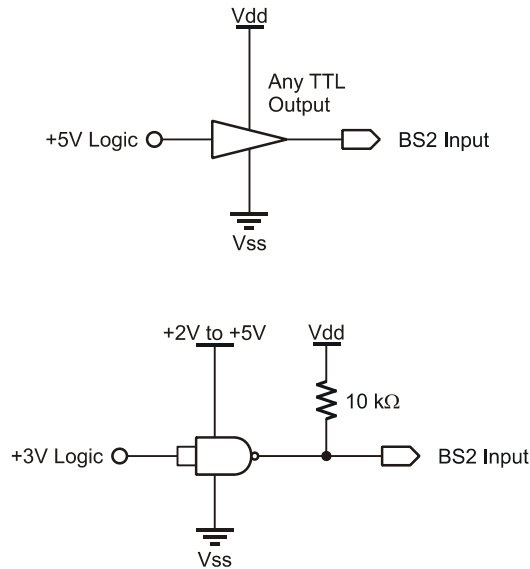 Vdd
Any TTL
Output
+5V Logic
BS2 Input
Vss
+2V to +5V
Vdd
10 kΩ
+3V Logic
BS2 Input
Vss